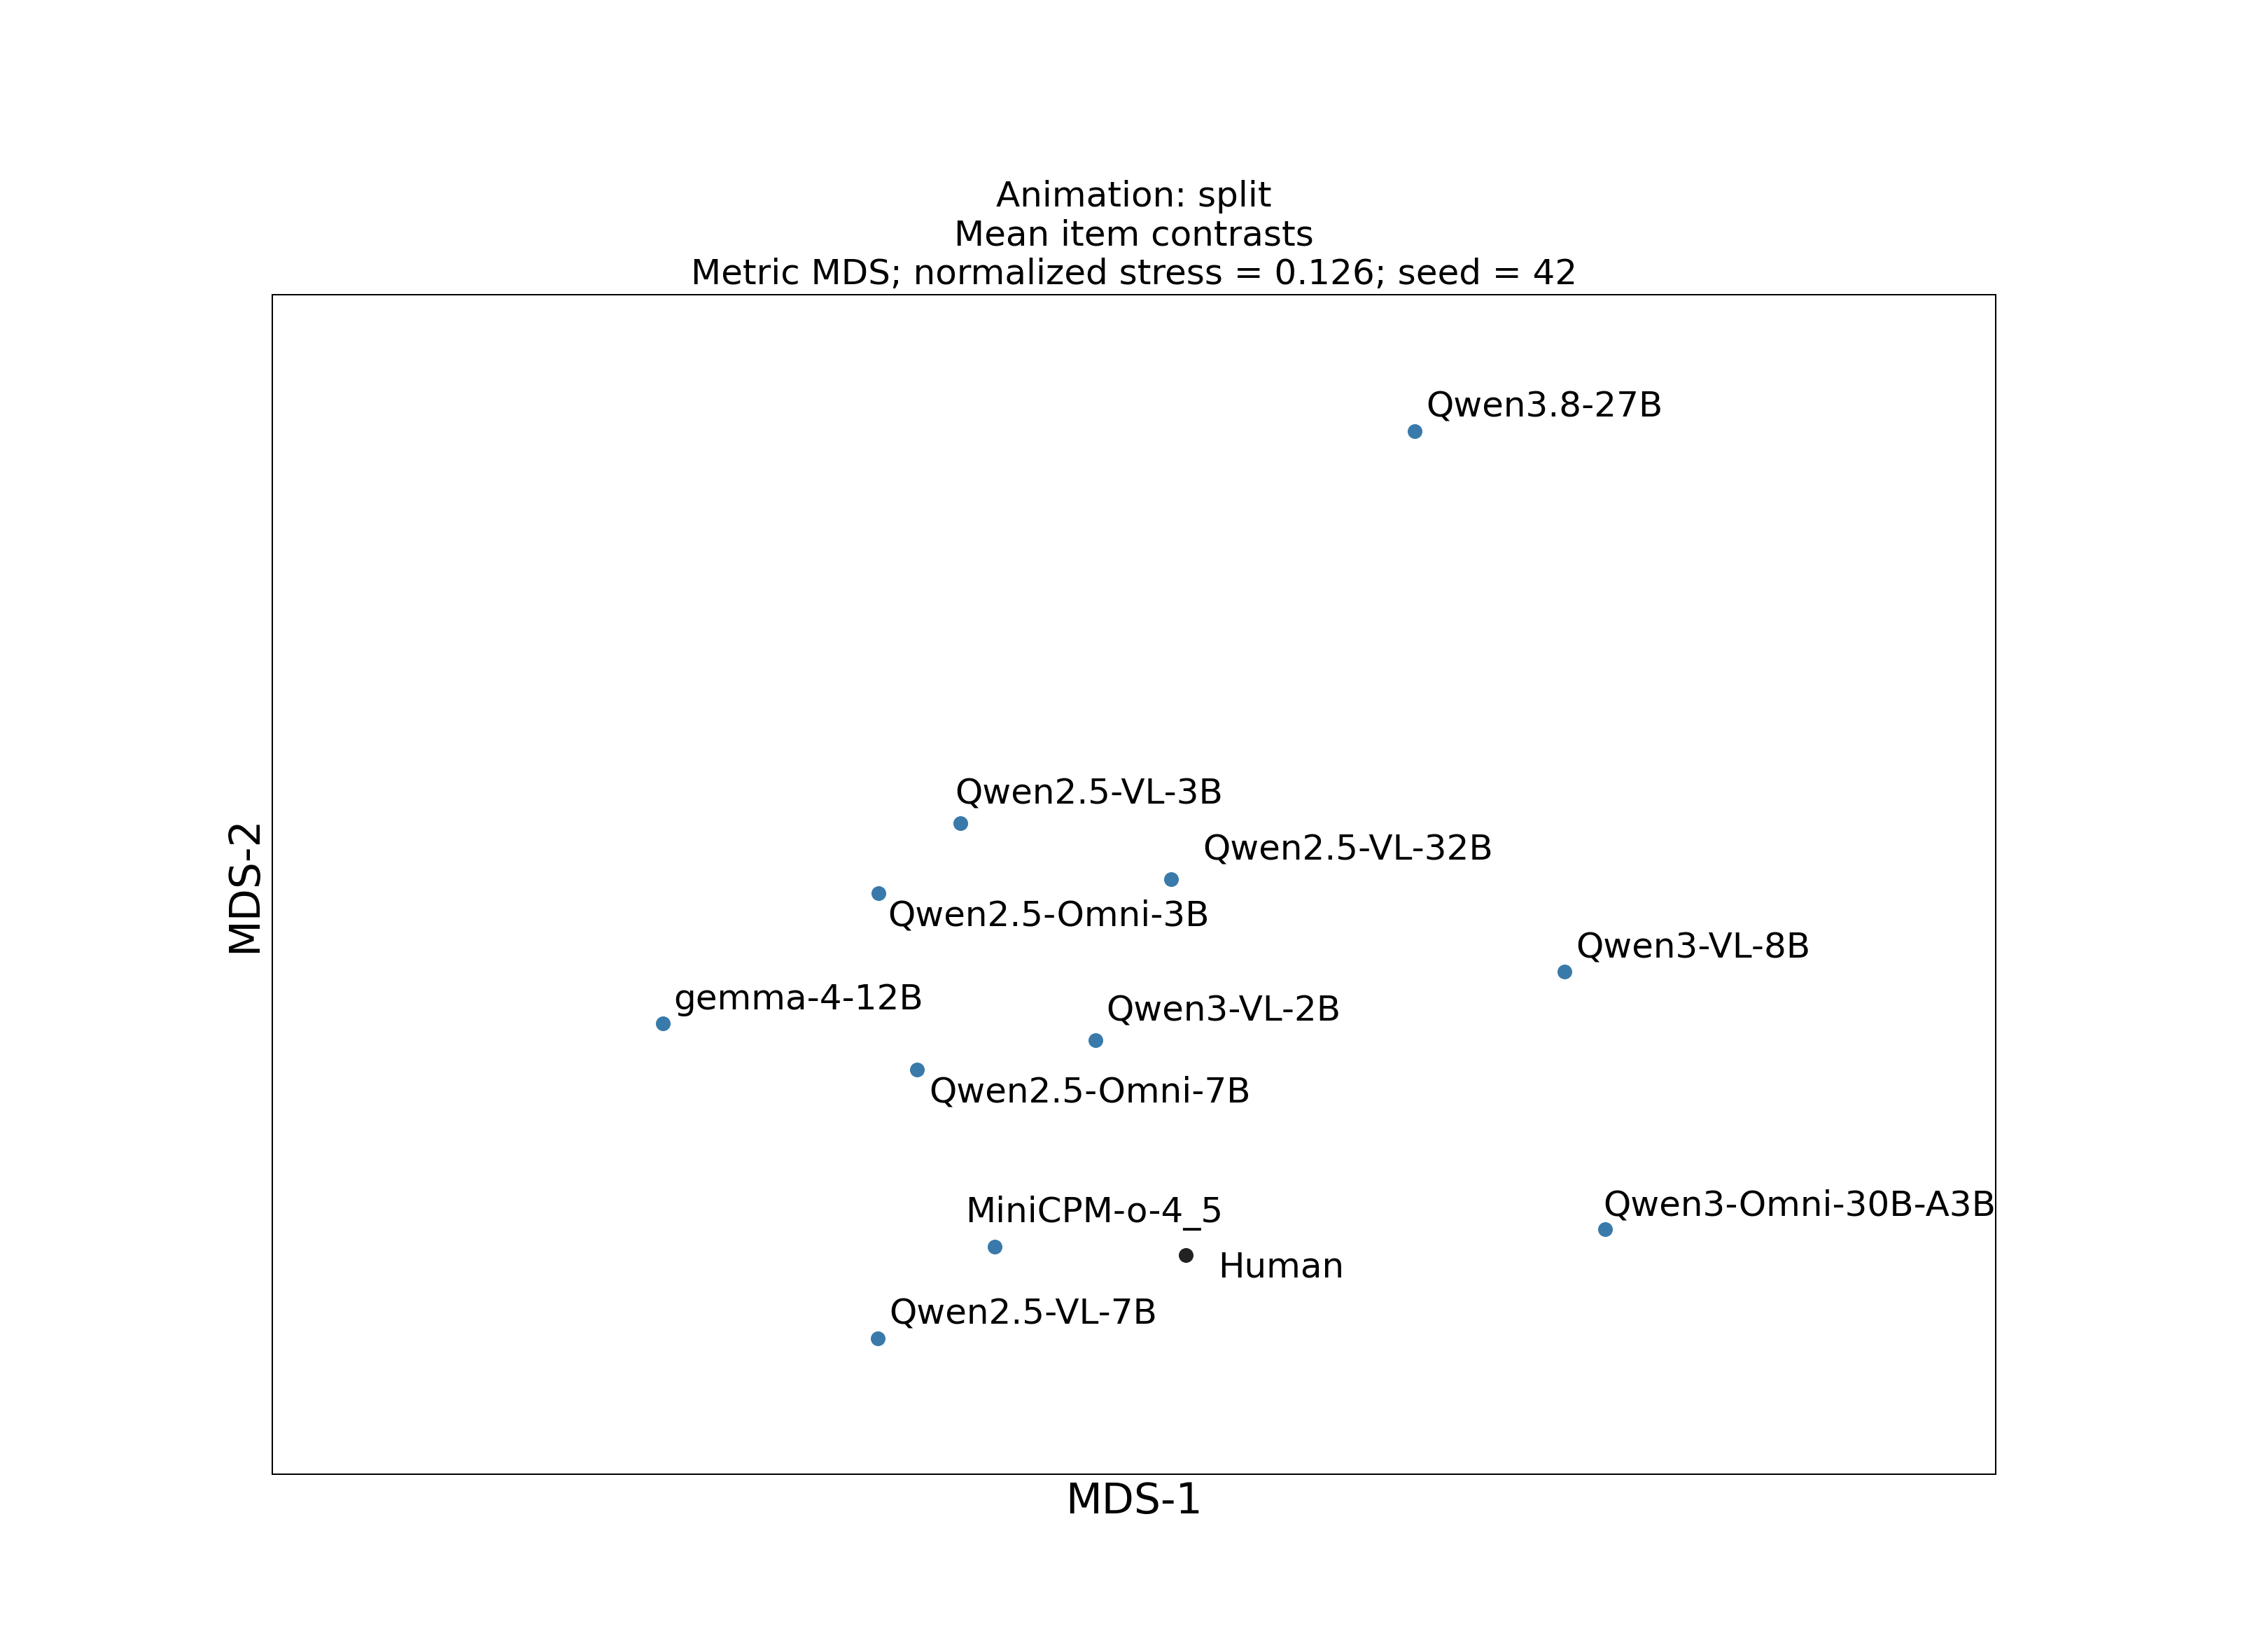 Animation: split
Mean item contrasts
Metric MDS; normalized stress = 0.126; seed = 42
Qwen3.8-27B
Qwen2.5-VL-3B
Qwen2.5-VL-32B
Qwen2.5-Omni-3B
Qwen3-VL-8B
gemma-4-12B
Qwen3-VL-2B
Qwen2.5-Omni-7B
MiniCPM-o-4_5
Qwen3-Omni-30B-A3B
Human
Qwen2.5-VL-7B
MDS-2
MDS-1